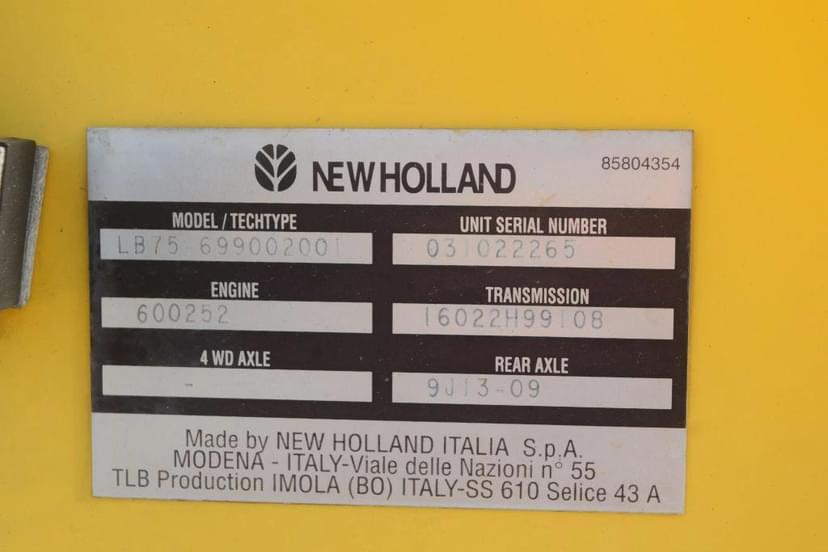 NEW HOLLAND 85804354
MODEL / TECHTYPE UNIT SERIAL NUMBER
LB75-699002001 031022265
ENGINE TRANSMISSION
600252 16022H99108
4 WD AXLE REAR AXLE
- 9J13-09
Made by NEW HOLLAND ITALIA S.p.A.
MODENA - ITALY-Viale delle Nazioni n° 55
TLB Production IMOLA (BO) ITALY-SS 610 Selice 43 A